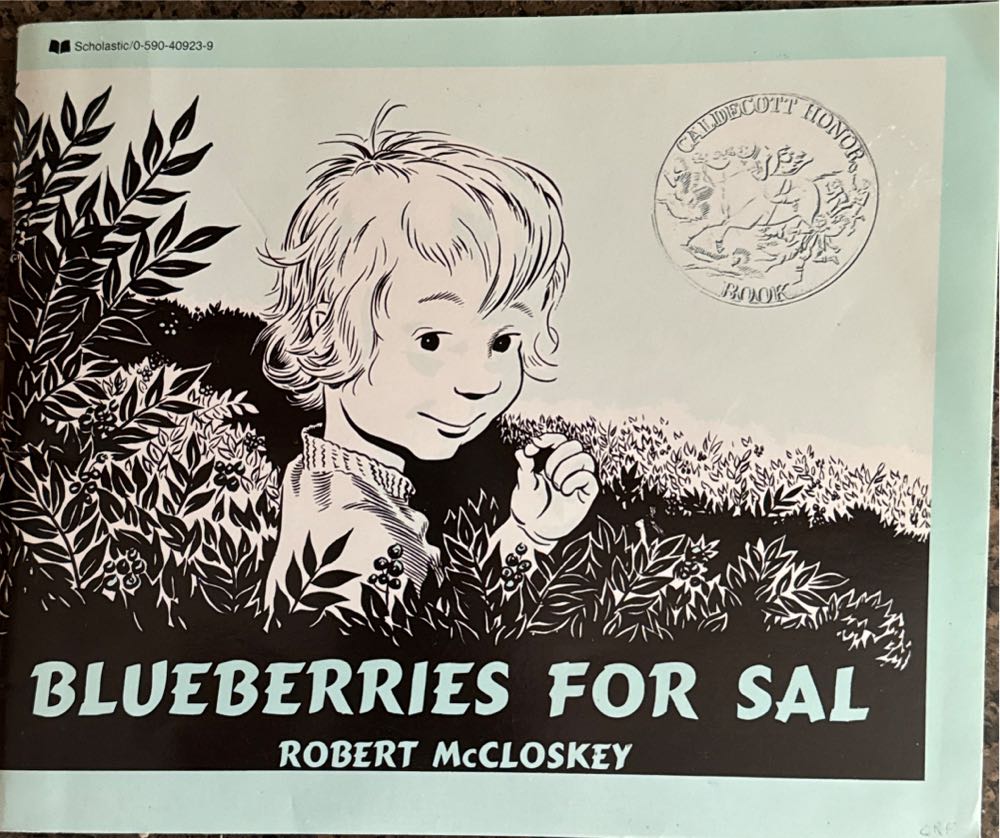 Scholastic/0-590-40923-9
CALDECOTT HONOR
BOOK
BLUEBERRIES FOR SAL
ROBERT McCLOSKEY